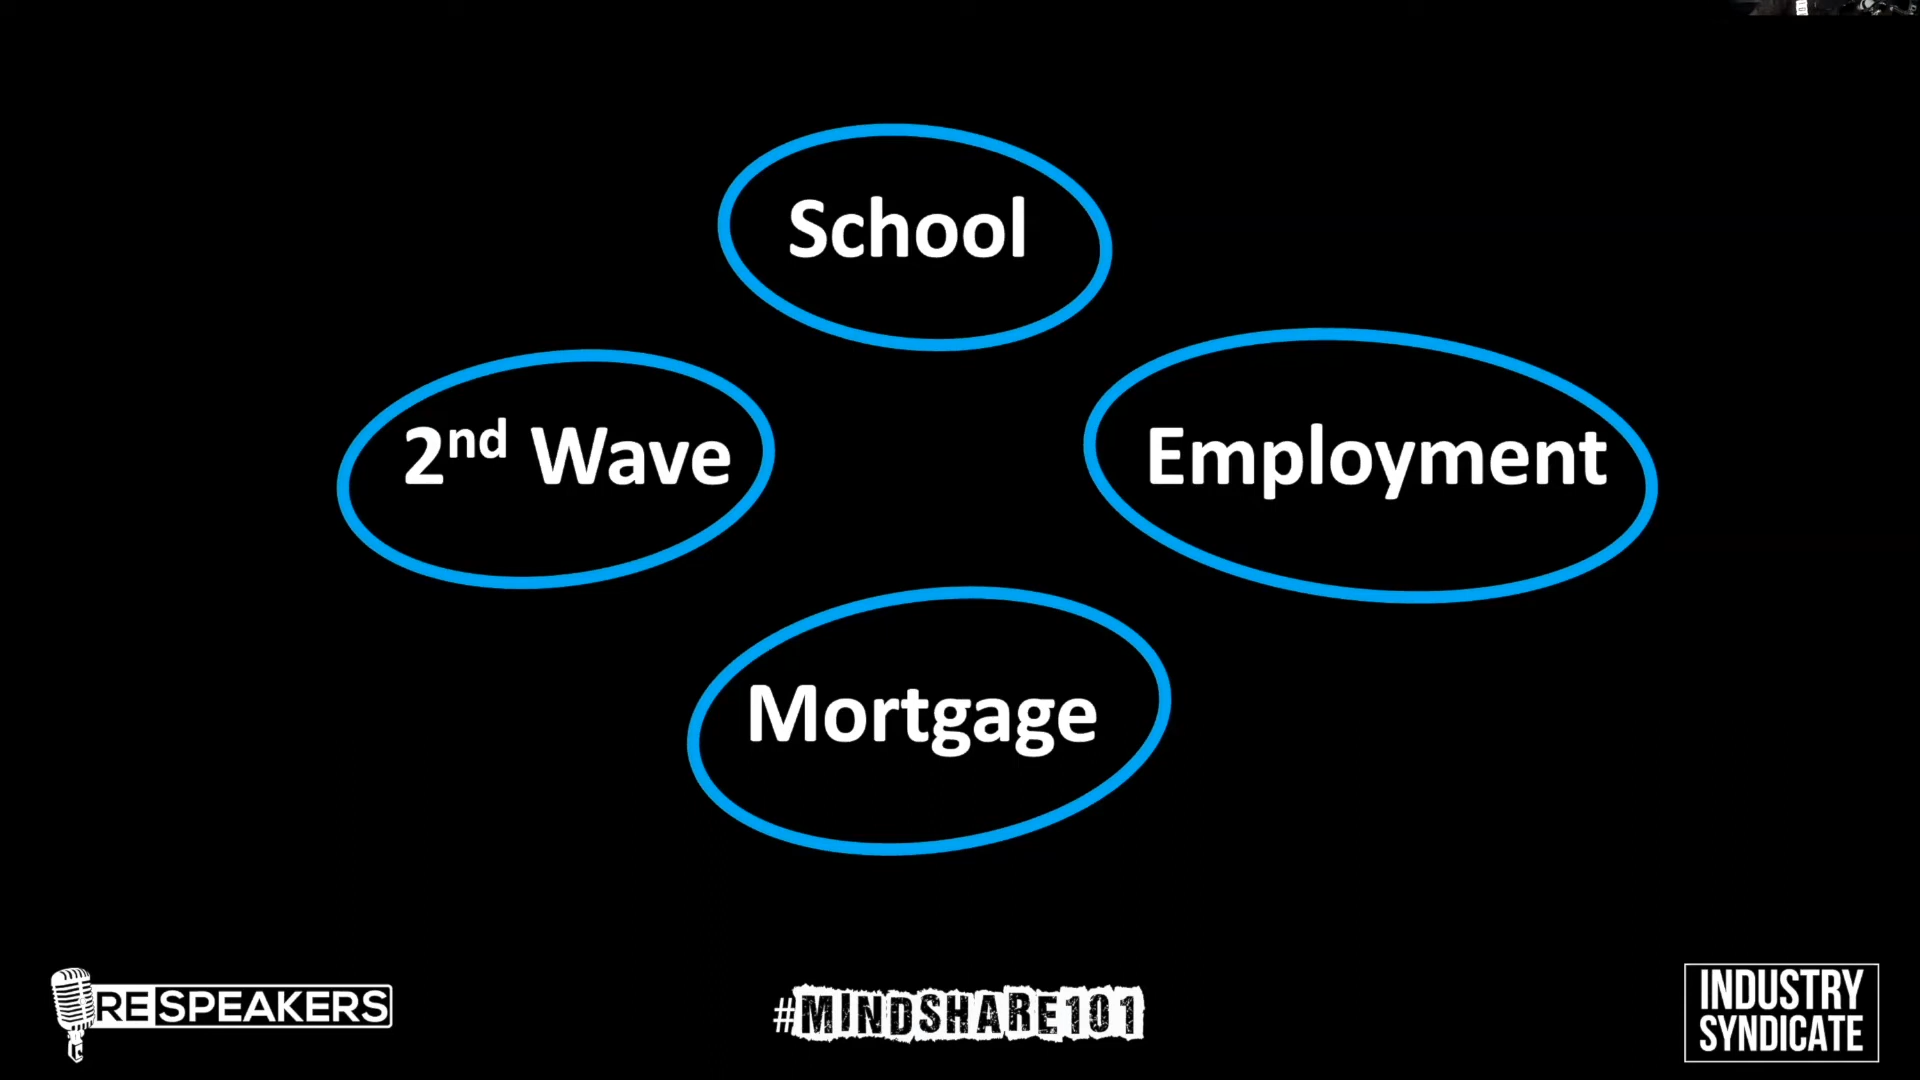 School
2nd Wave
Employment
Mortgage
RESPEAKERS
#MINDSHARE101
INDUSTRY
SYNDICATE